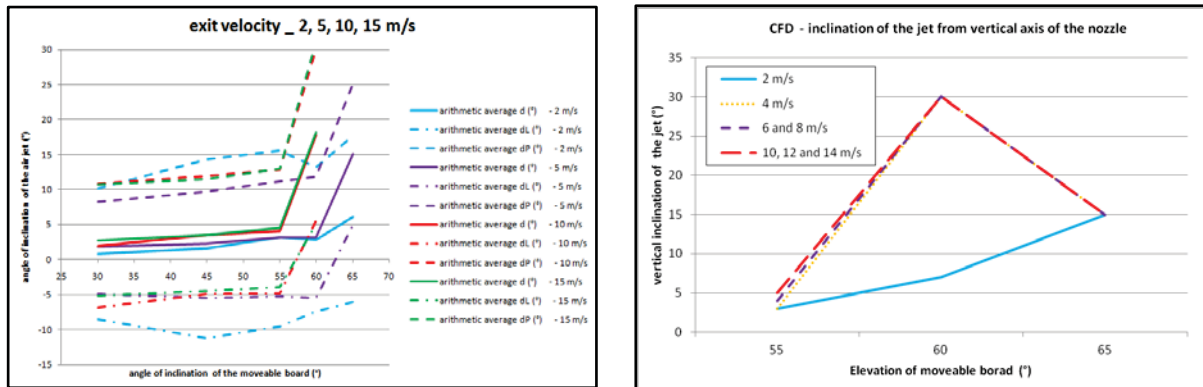 exit velocity _ 2, 5, 10, 15 m/s
angle of inclination of the air jet (°)
30
25
20
15
10
5
0
-5
-10
-15
25 30 35 40 45 50 55 60 65 70
angle of inclination of the moveable board (°)
arithmetic average d (°) - 2 m/s
arithmetic average dL (°) - 2 m/s
arithmetic average dP (°) - 2 m/s
arithmetic average d (°) - 5 m/s
arithmetic average dL (°) - 5 m/s
arithmetic average dP (°) - 5 m/s
arithmetic average d (°) - 10 m/s
arithmetic average dL (°) - 10 m/s
arithmetic average dP (°) - 10 m/s
arithmetic average d (°) - 15 m/s
arithmetic average dL (°) - 15 m/s
arithmetic average dP (°) - 15 m/s
CFD - inclination of the jet from vertical axis of the nozzle
vertical inclination of the jet (°)
35
30
25
20
15
10
5
0
2 m/s
4 m/s
6 and 8 m/s
10, 12 and 14 m/s
55 60 65
Elevation of moveable borad (°)